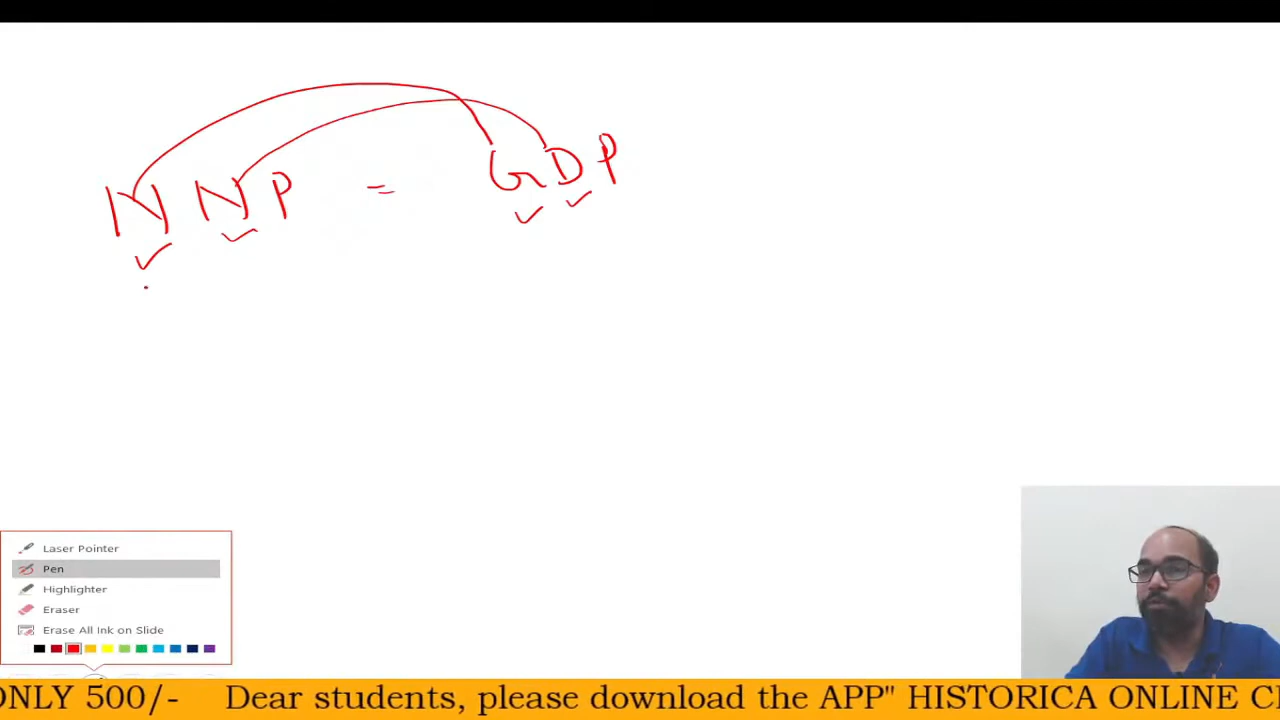 NNP = GDP
Laser Pointer
Pen
Highlighter
Eraser
Erase All Ink on Slide
ONLY 500/- Dear students, please download the APP" HISTORICA ONLINE